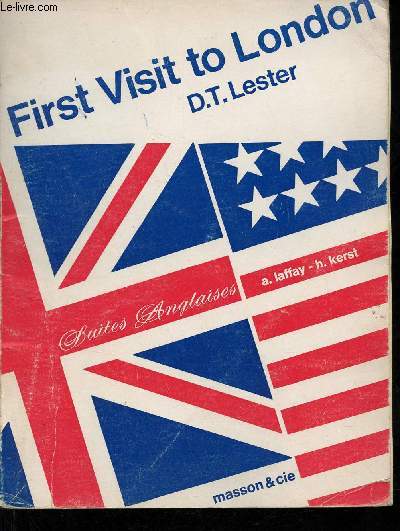 Le-livre.com
First Visit to London
D.T. Lester
a. laffay - h. kerst
Suites Anglaises
masson & cie